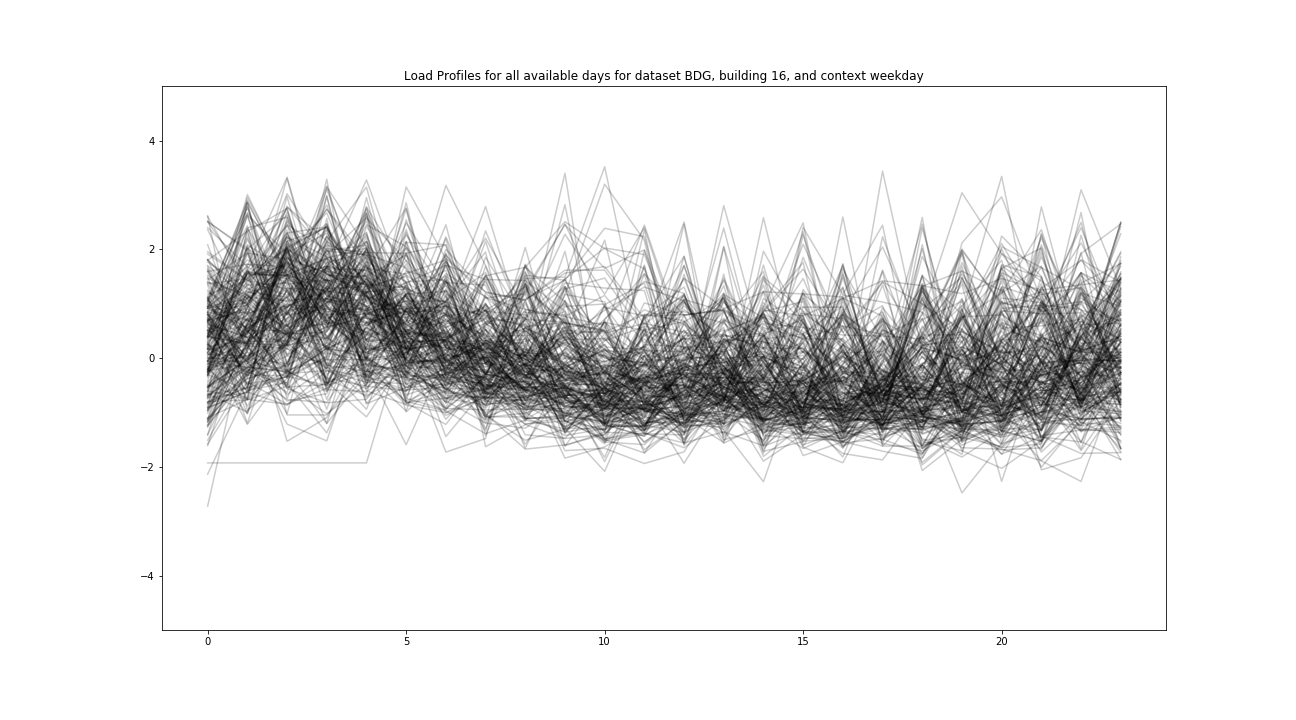 Load Profiles for all available days for dataset BDG, building 16, and context weekday
4
2
0
−2
−4
0 5 10 15 20